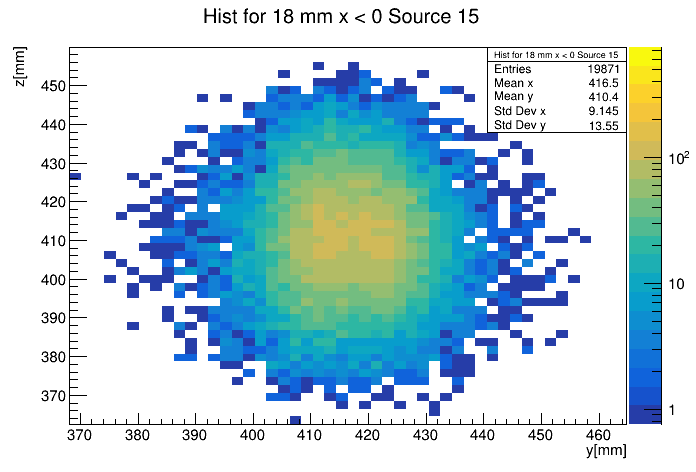 Hist for 18 mm x < 0 Source 15
z[mm]
Hist for 18 mm x < 0 Source 15
Entries 19871
Mean x 416.5
Mean y 410.4
Std Dev x 9.145
Std Dev y 13.55
450
440
430
420
410
400
390
380
370
10²
10
1
370 380 390 400 410 420 430 440 450 460
y[mm]